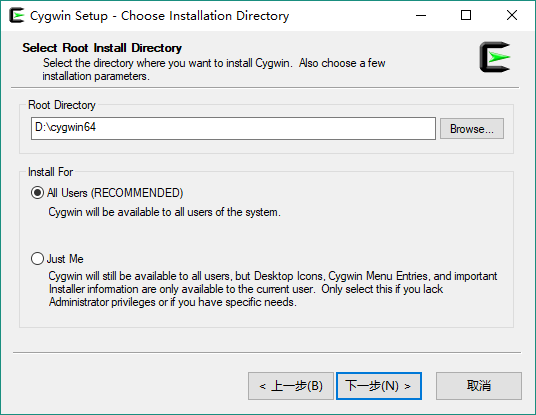 Cygwin Setup - Choose Installation Directory
Select Root Install Directory
Select the directory where you want to install Cygwin. Also choose a few
installation parameters.
Root Directory
D:\cygwin64
Browse...
Install For
All Users (RECOMMENDED)
Cygwin will be available to all users of the system.
Just Me
Cygwin will still be available to all users, but Desktop Icons, Cygwin Menu Entries, and important
Installer information are only available to the current user. Only select this if you lack
Administrator privileges or if you have specific needs.
< 上一步(B)
下一步(N) >
取消